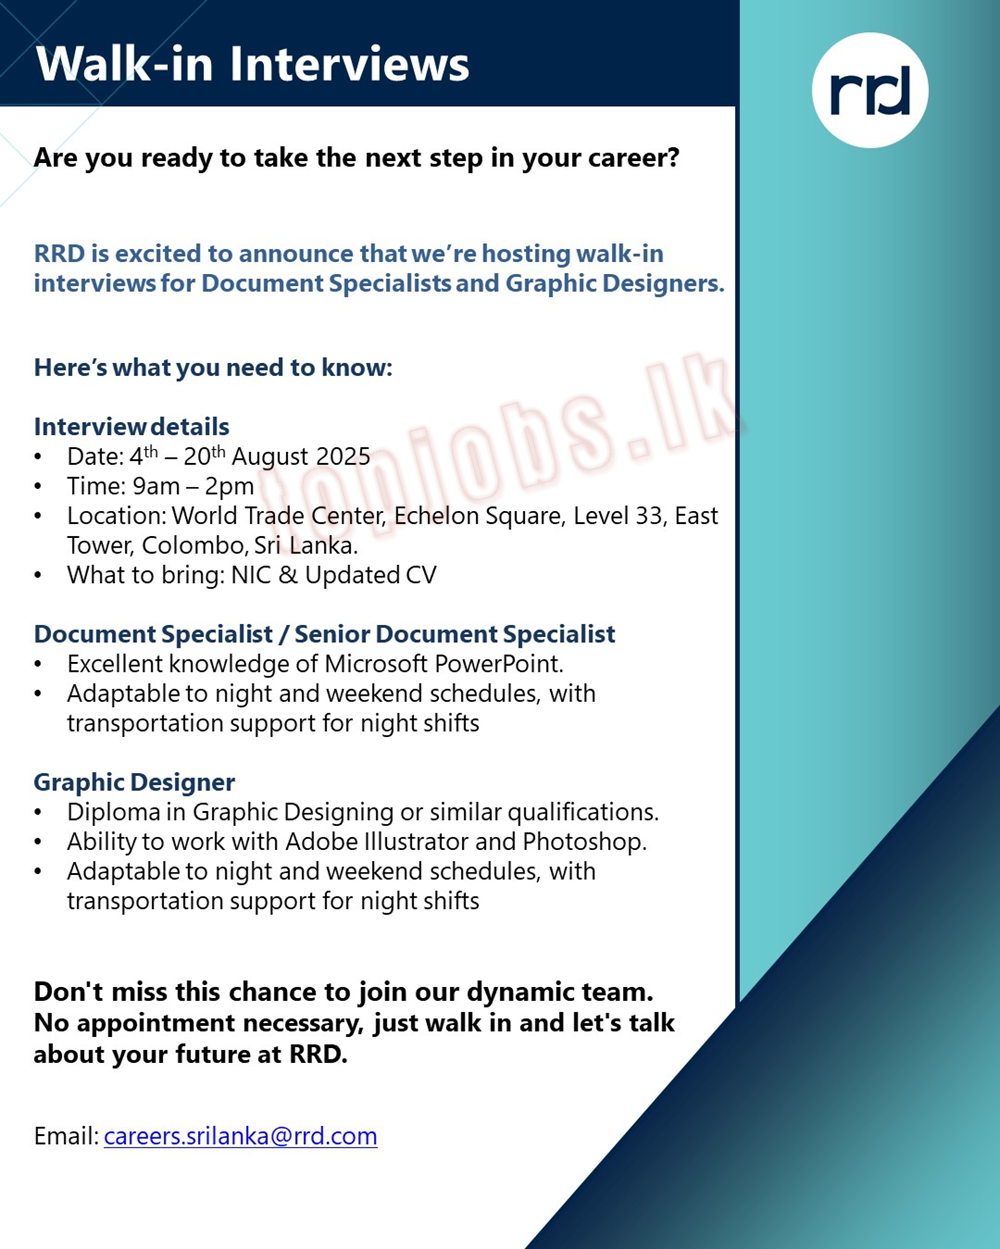 Walk-in Interviews
rrd
Are you ready to take the next step in your career?
RRD is excited to announce that we’re hosting walk-in
interviews for Document Specialists and Graphic Designers.
Here’s what you need to know:
Interview details
• Date: 4th – 20th August 2025
• Time: 9am – 2pm
• Location: World Trade Center, Echelon Square, Level 33, East
Tower, Colombo, Sri Lanka.
• What to bring: NIC & Updated CV
topjobs.lk
Document Specialist / Senior Document Specialist
• Excellent knowledge of Microsoft PowerPoint.
• Adaptable to night and weekend schedules, with
transportation support for night shifts
Graphic Designer
• Diploma in Graphic Designing or similar qualifications.
• Ability to work with Adobe Illustrator and Photoshop.
• Adaptable to night and weekend schedules, with
transportation support for night shifts
Don't miss this chance to join our dynamic team.
No appointment necessary, just walk in and let's talk
about your future at RRD.
Email: careers.srilanka@rrd.com